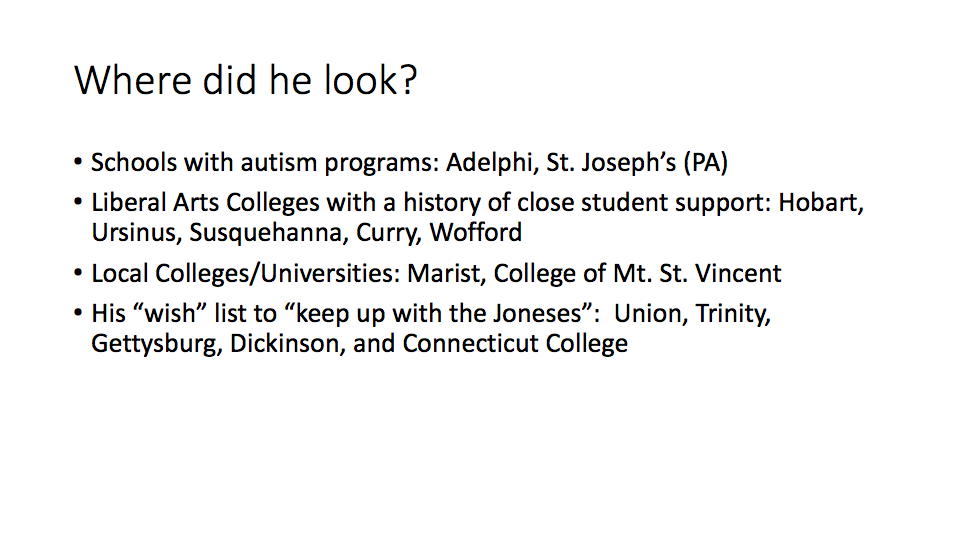 Where did he look?
• Schools with autism programs: Adelphi, St. Joseph’s (PA)
• Liberal Arts Colleges with a history of close student support: Hobart,
Ursinus, Susquehanna, Curry, Wofford
• Local Colleges/Universities: Marist, College of Mt. St. Vincent
• His “wish” list to “keep up with the Joneses”:  Union, Trinity,
Gettysburg, Dickinson, and Connecticut College